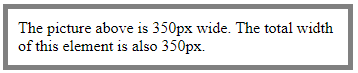 The picture above is 350px wide. The total width
of this element is also 350px.